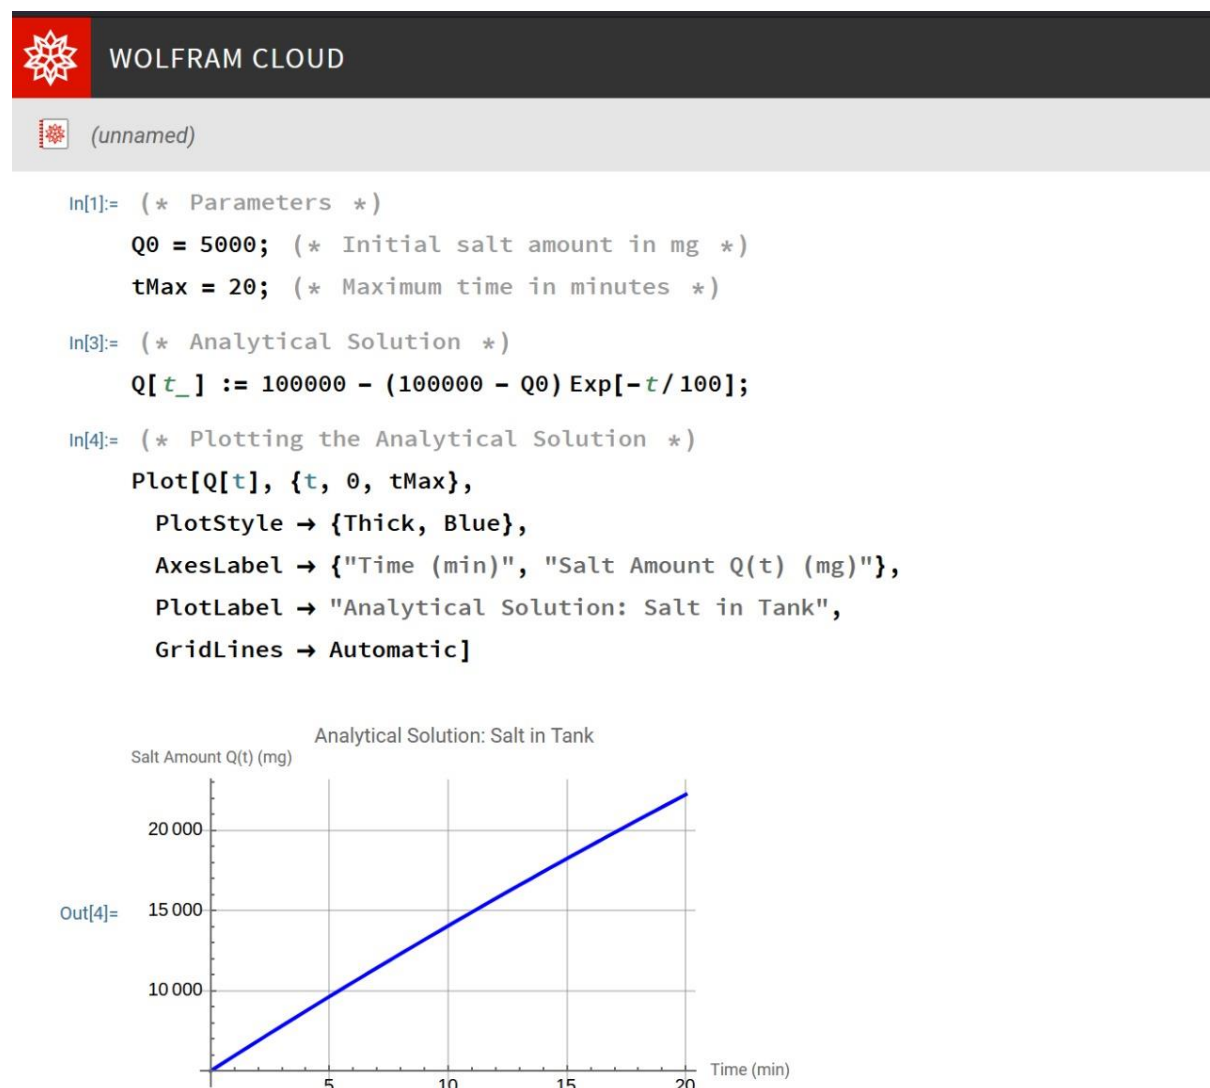 WOLFRAM CLOUD
(unnamed)
In[1]:= (* Parameters *)
Q0 = 5000; (* Initial salt amount in mg *)
tMax = 20; (* Maximum time in minutes *)
In[3]:= (* Analytical Solution *)
Q[t_] := 100000 - (100000 - Q0) Exp[-t/100];
In[4]:= (* Plotting the Analytical Solution *)
Plot[Q[t], {t, 0, tMax},
PlotStyle → {Thick, Blue},
AxesLabel → {"Time (min)", "Salt Amount Q(t) (mg)"},
PlotLabel → "Analytical Solution: Salt in Tank",
GridLines → Automatic]
Analytical Solution: Salt in Tank
Salt Amount Q(t) (mg)
20 000
Out[4]= 15 000
10 000
Time (min)
5 10 15 20